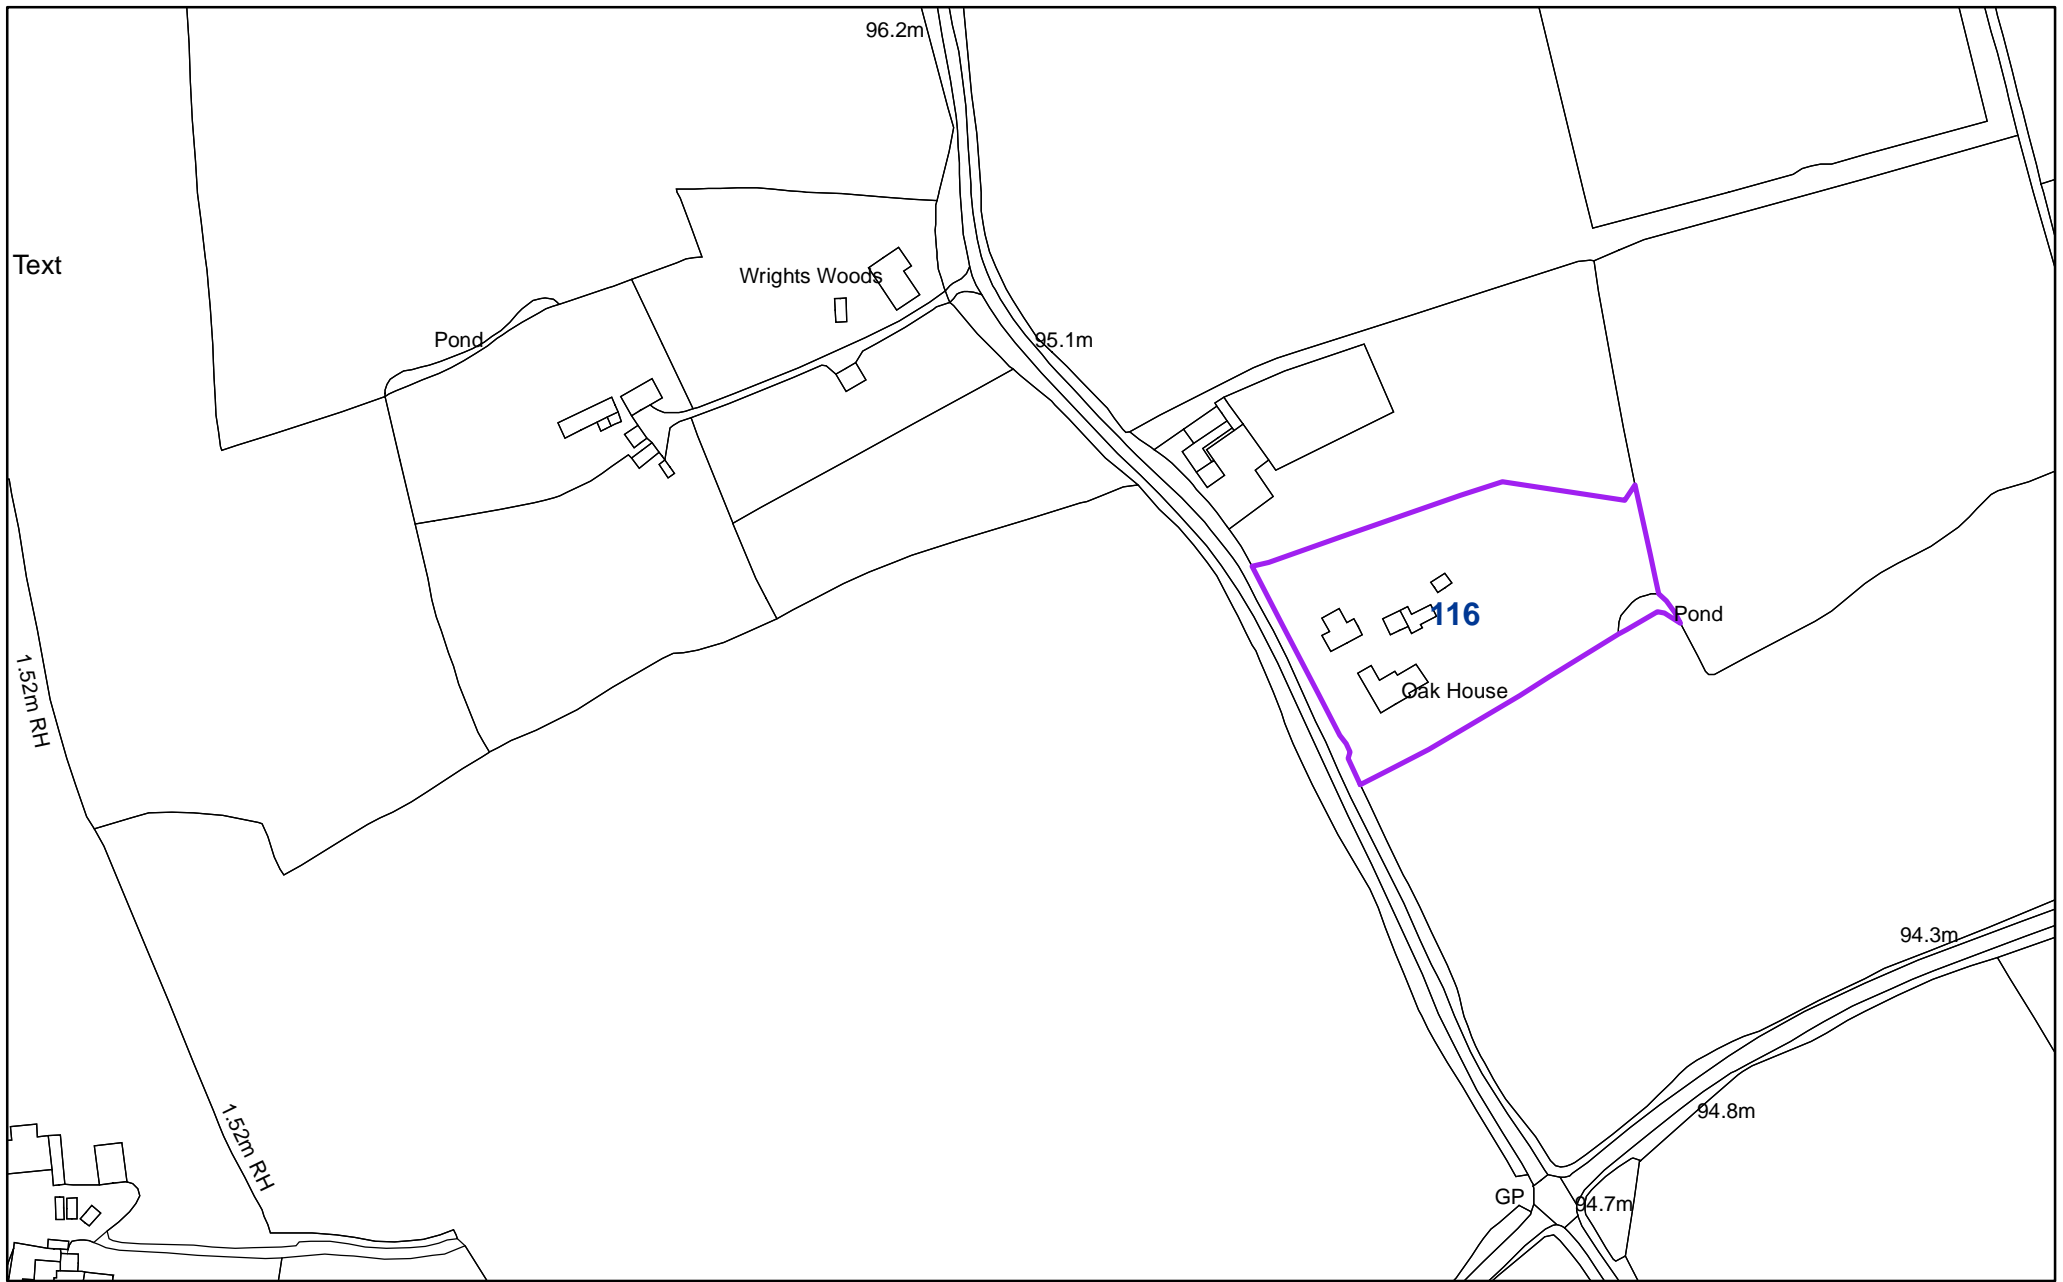 96.2m
Text
Wrights Woods
Pond
95.1m
116
Pond
1.52m RH
Oak House
94.3m
94.8m
1.52m RH
GP
94.7m